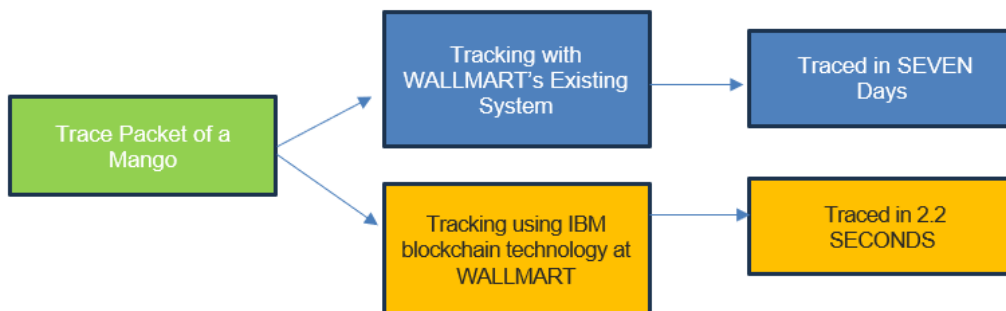 Trace Packet of a
Mango
Tracking with
WALLMART's Existing
System
Traced in SEVEN
Days
Tracking using IBM
blockchain technology at
WALLMART
Traced in 2.2
SECONDS